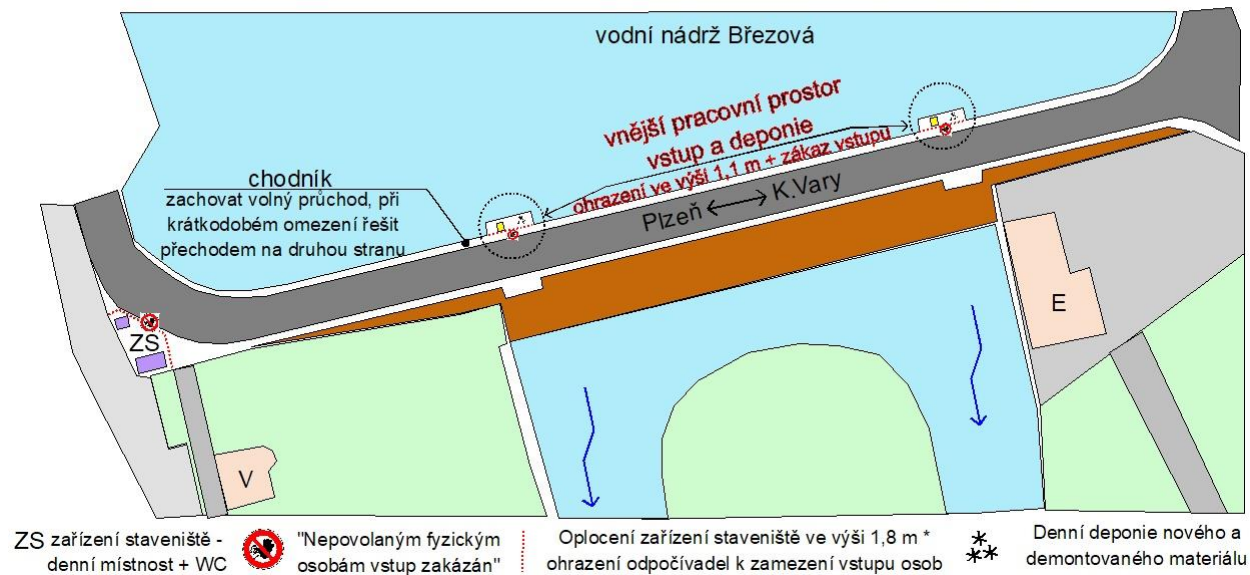 vodní nádrž Březová
vnější pracovní prostor
vstup a deponie
ohrazení ve výší 1,1 m + zákaz vstupu
chodník
zachovat volný průchod, při
krátkodobém omezení řešit
přechodem na druhou stranu
Plzeň K.Vary
ZS
E
V
ZS zařízení staveniště -
denní místnost + WC
"Nepovolaným fyzickým
osobám vstup zakázán"
Oplocení zařízení staveniště ve výši 1,8 m *
ohrazení odpočívadel k zamezení vstupu osob
Denní deponie nového a
demontovaného materiálu